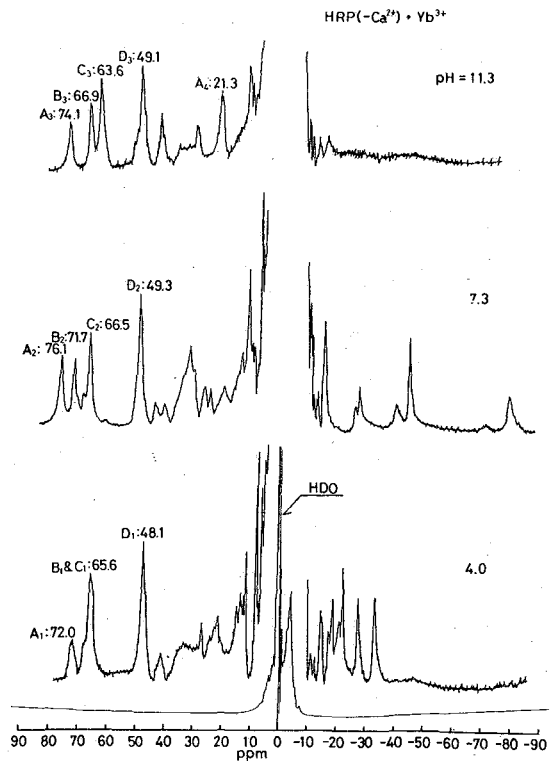 HRP(-Ca²⁺) + Yb³⁺
pH = 11.3
A₃:74.1
B₃:66.9
C₃:63.6
D₃:49.1
A₄:21.3
7.3
A₂:76.1
B₂:71.7
C₂:66.5
D₂:49.3
4.0
HDO
A₁:72.0
B₁&C₁:65.6
D₁:48.1
90 80 70 60 50 40 30 20 10 0 -10 -20 -30 -40 -50 -60 -70 -80 -90
ppm